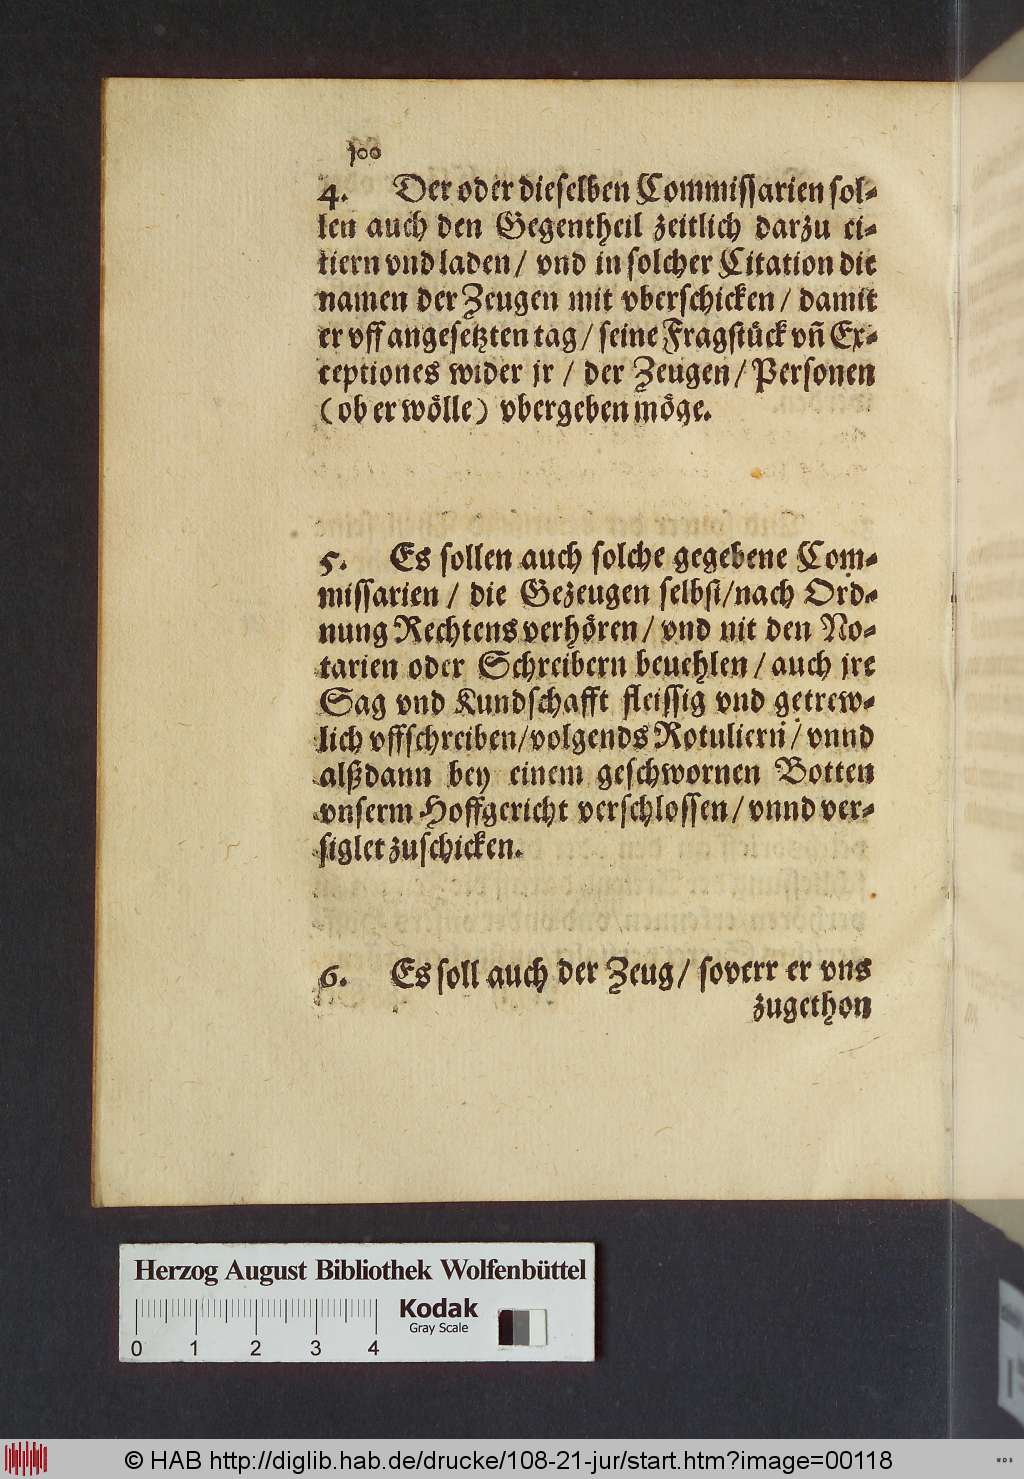 100
4. Der oder dieselben Commissarien sol-
len auch den Gegentheil zeitlich darzu ci-
tiern vnd laden / vnd in solcher Citation die
namen der Zeugen mit vberschicken / damit
er vff angesetzten tag / seine Fragstück vñ Ex-
ceptiones wider jr / der Zeugen / Personen
(ob er wölle) vbergeben möge.
5. Es sollen auch solche gegebene Com-
missarien / die Gezeugen selbst/nach Ord-
nung Rechtens verhören / vnd nit den No-
tarien oder Schreibern beuehlen / auch jre
Sag vnd Kundschafft fleissig vnd getrew-
lich vffschreiben/volgends Rotuliern / vnnd
alßdann bey einem geschwornen Botten
vnserm Hoffgericht verschlossen / vnnd ver-
siglet zuschicken.
6. Es soll auch der Zeug / soverr er vns
zugethon
Herzog August Bibliothek Wolfenbüttel
Kodak
Gray Scale
0 1 2 3 4
© HAB http://diglib.hab.de/drucke/108-21-jur/start.htm?image=00118